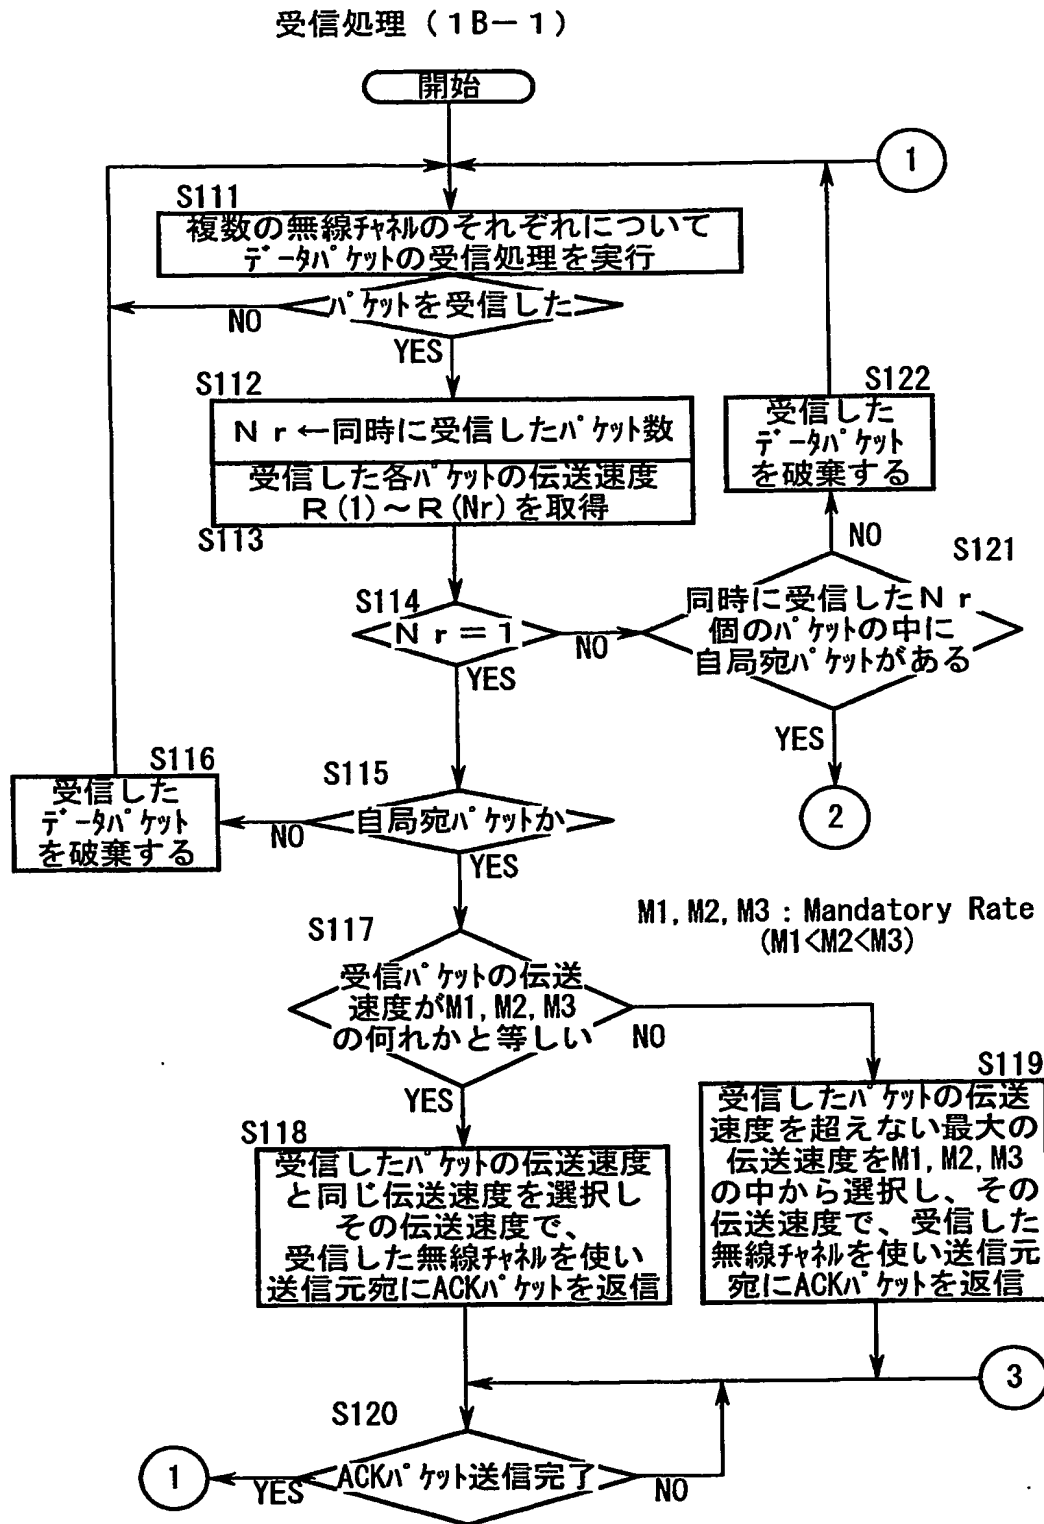 受信処理(1B-1)
開始
1
S111
複数の無線ﾁｬﾈﾙのそれぞれについて
ﾃﾞｰﾀﾊﾟｹｯﾄの受信処理を実行
ﾊﾟｹｯﾄを受信した
NO
YES
S112
Nr←同時に受信したﾊﾟｹｯﾄ数
受信した各ﾊﾟｹｯﾄの伝送速度
R(1)~R(Nr)を取得
S113
S122
受信した
ﾃﾞｰﾀﾊﾟｹｯﾄ
を破棄する
NO
S121
同時に受信したNr
個のﾊﾟｹｯﾄの中に
自局宛ﾊﾟｹｯﾄがある
YES
2
S114
Nr=1
NO
YES
S115
自局宛ﾊﾟｹｯﾄか
NO
YES
S116
受信した
ﾃﾞｰﾀﾊﾟｹｯﾄ
を破棄する
M1,M2,M3:Mandatory Rate
(M1<M2<M3)
S117
受信ﾊﾟｹｯﾄの伝送
速度がM1,M2,M3
の何れかと等しい
NO
YES
S118
受信したﾊﾟｹｯﾄの伝送速度
と同じ伝送速度を選択し
その伝送速度で、
受信した無線ﾁｬﾈﾙを使い
送信元宛にACKﾊﾟｹｯﾄを返信
S119
受信したﾊﾟｹｯﾄの伝送
速度を超えない最大の
伝送速度をM1,M2,M3
の中から選択し、その
伝送速度で、受信した
無線ﾁｬﾈﾙを使い送信元
宛にACKﾊﾟｹｯﾄを返信
3
S120
ACKﾊﾟｹｯﾄ送信完了
YES
NO
1